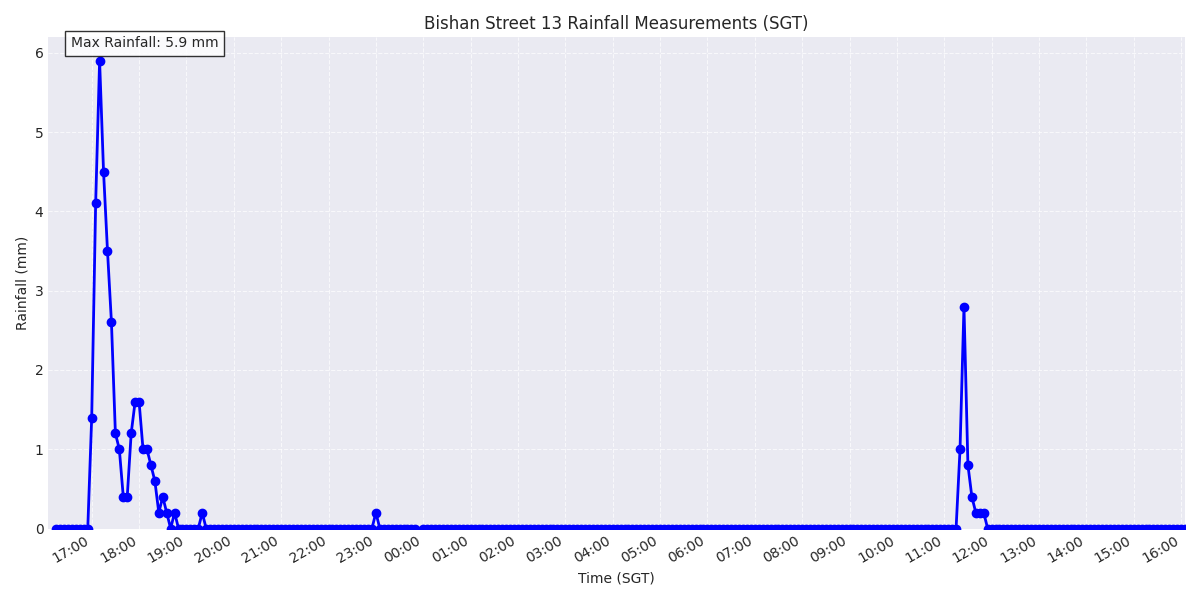 Bishan Street 13 Rainfall Measurements (SGT)
Max Rainfall: 5.9 mm
6
5
4
3
2
1
0
Rainfall (mm)
17:00 18:00 19:00 20:00 21:00 22:00 23:00 00:00 01:00 02:00 03:00 04:00 05:00 06:00 07:00 08:00 09:00 10:00 11:00 12:00 13:00 14:00 15:00 16:00
Time (SGT)